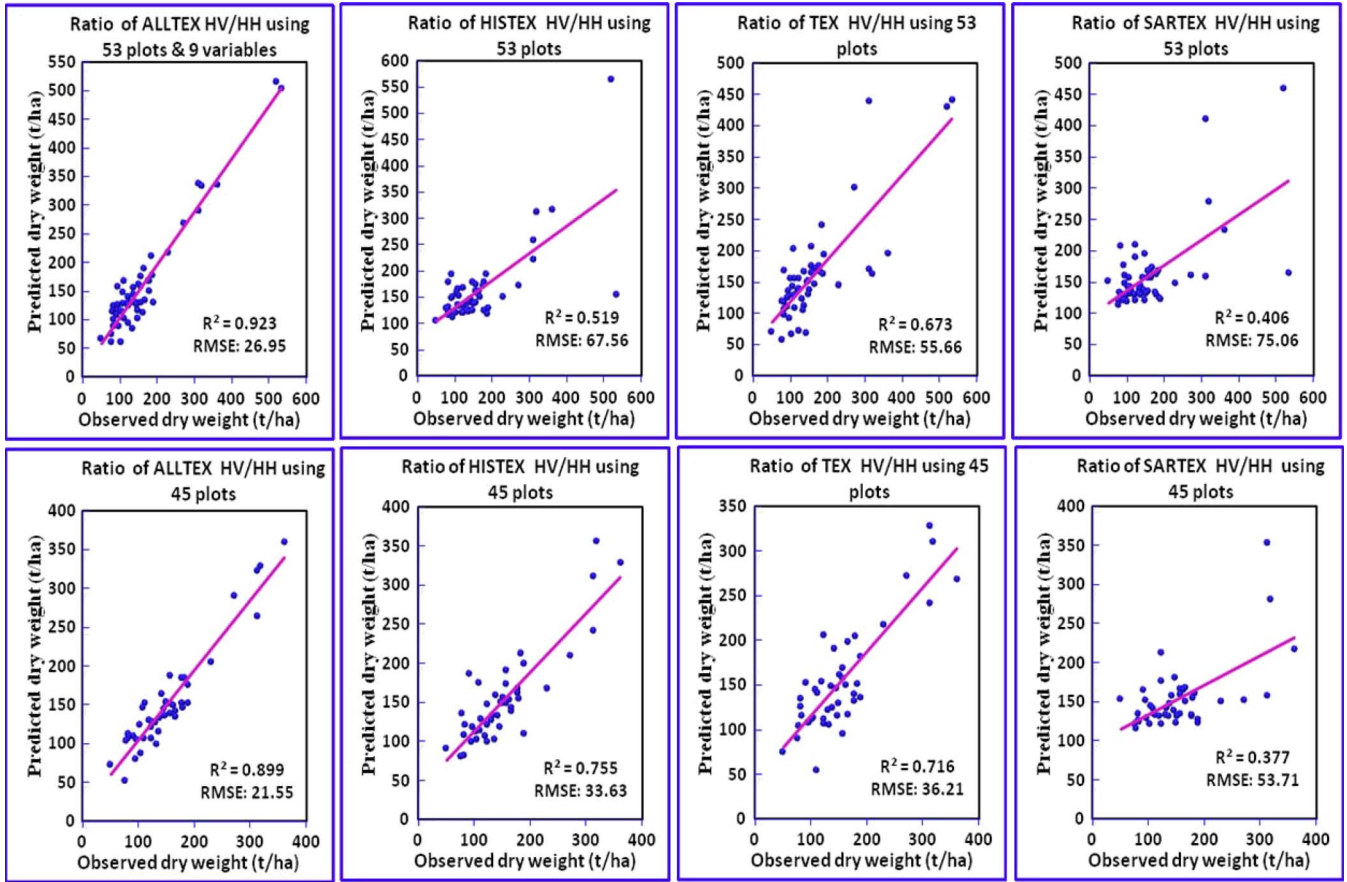 Ratio of ALLTEX HV/HH using
53 plots & 9 variables
550
500
450
400
350
300
250
200
150
100
50
0
Predicted dry weight (t/ha)
R² = 0.923
RMSE: 26.95
0 100 200 300 400 500 600
Observed dry weight (t/ha)
Ratio of HISTEX HV/HH using
53 plots
600
550
500
450
400
350
300
250
200
150
100
50
0
Predicted dry weight (t/ha)
R² = 0.519
RMSE: 67.56
0 100 200 300 400 500 600
Observed dry weight (t/ha)
Ratio of TEX HV/HH using 53
plots
500
450
400
350
300
250
200
150
100
50
0
Predicted dry weight (t/ha)
R² = 0.673
RMSE: 55.66
0 100 200 300 400 500 600
Observed dry weight (t/ha)
Ratio of SARTEX HV/HH using
53 plots
500
450
400
350
300
250
200
150
100
50
0
Predicted dry weight (t/ha)
R² = 0.406
RMSE: 75.06
0 100 200 300 400 500 600
Observed dry weight (t/ha)
Ratio of ALLTEX HV/HH using
45 plots
400
350
300
250
200
150
100
50
0
Predicted dry weight (t/ha)
R² = 0.899
RMSE: 21.55
0 100 200 300 400
Observed dry weight (t/ha)
Ratio of HISTEX HV/HH using
45 plots
400
350
300
250
200
150
100
50
0
Predicted dry weight (t/ha)
R² = 0.755
RMSE: 33.63
0 100 200 300 400
Observed dry weight (t/ha)
Ratio of TEX HV/HH using 45
plots
350
300
250
200
150
100
50
0
Predicted dry weight (t/ha)
R² = 0.716
RMSE: 36.21
0 100 200 300 400
Observed dry weight (t/ha)
Ratio of SARTEX HV/HH using
45 plots
400
350
300
250
200
150
100
50
0
Predicted dry weight (t/ha)
R² = 0.377
RMSE: 53.71
0 100 200 300 400
Observed dry weight (t/ha)